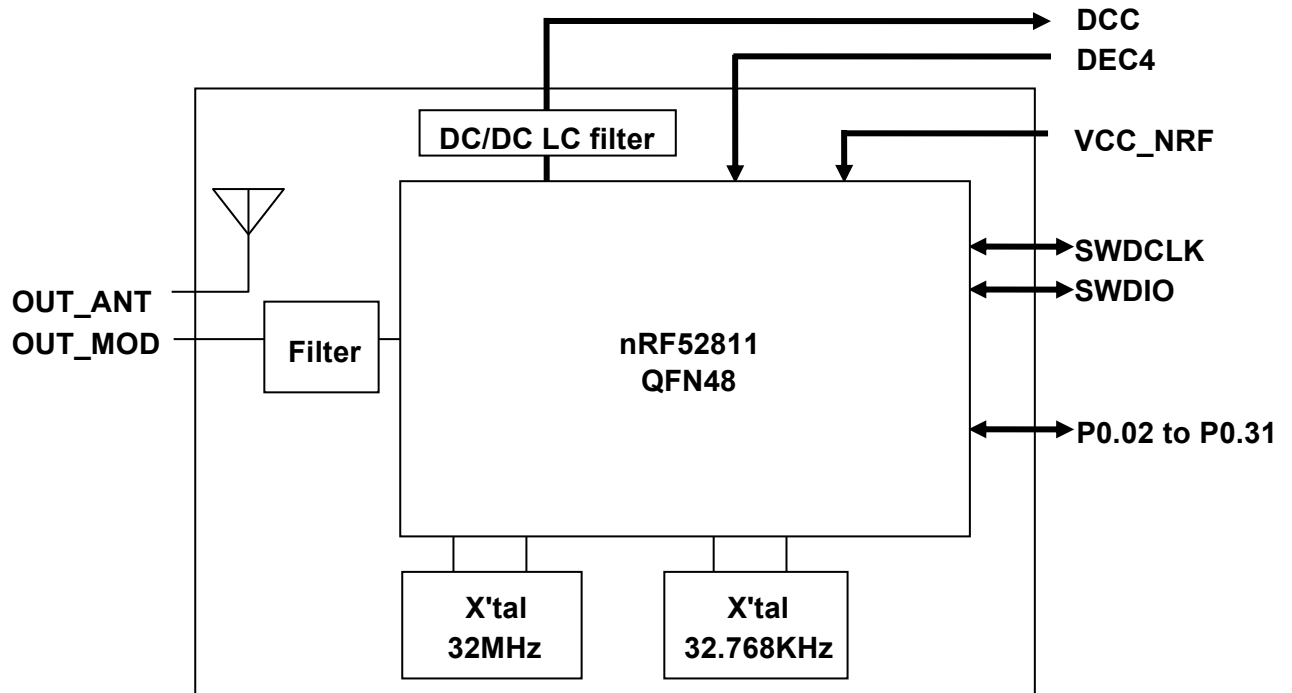 DCC
DEC4
DC/DC LC filter
VCC_NRF
SWDCLK
SWDIO
OUT_ANT
OUT_MOD
Filter
nRF52811
QFN48
P0.02 to P0.31
X'tal
32MHz
X'tal
32.768KHz